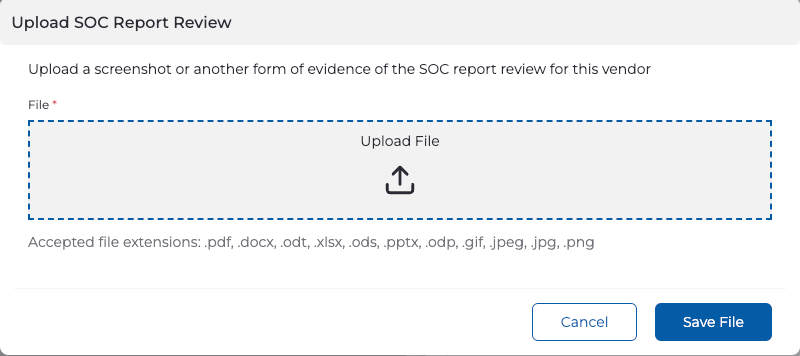 Upload SOC Report Review
Upload a screenshot or another form of evidence of the SOC report review for this vendor
File *
Upload File
Accepted file extensions: .pdf, .docx, .odt, .xlsx, .ods, .pptx, .odp, .gif, .jpeg, .jpg, .png
Cancel
Save File